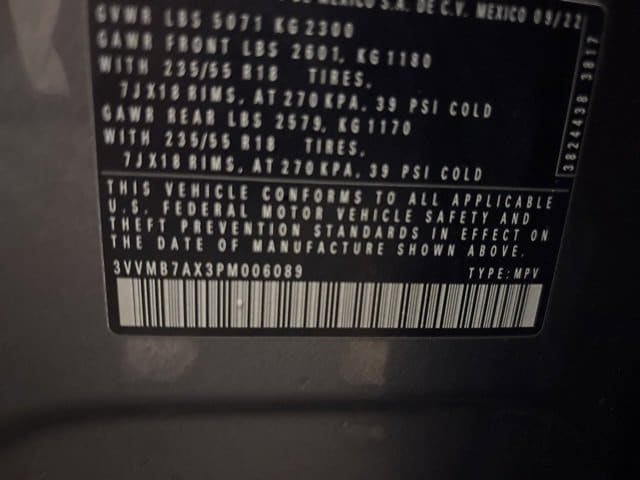 DE MEXICO S.A. DE C.V. MEXICO 09/22
GVWR LBS 5071 KG 2300
GAWR FRONT LBS 2601, KG 1180
WITH 235/55 R18 TIRES,
7JX18 RIMS, AT 270 KPA, 39 PSI COLD
GAWR REAR LBS 2579, KG 1170
WITH 235/55 R18 TIRES,
7JX18 RIMS, AT 270 KPA, 39 PSI COLD
THIS VEHICLE CONFORMS TO ALL APPLICABLE
U.S. FEDERAL MOTOR VEHICLE SAFETY AND
THEFT PREVENTION STANDARDS IN EFFECT ON
THE DATE OF MANUFACTURE SHOWN ABOVE.
3VVMB7AX3PM006089 TYPE: MPV
3824438 3817